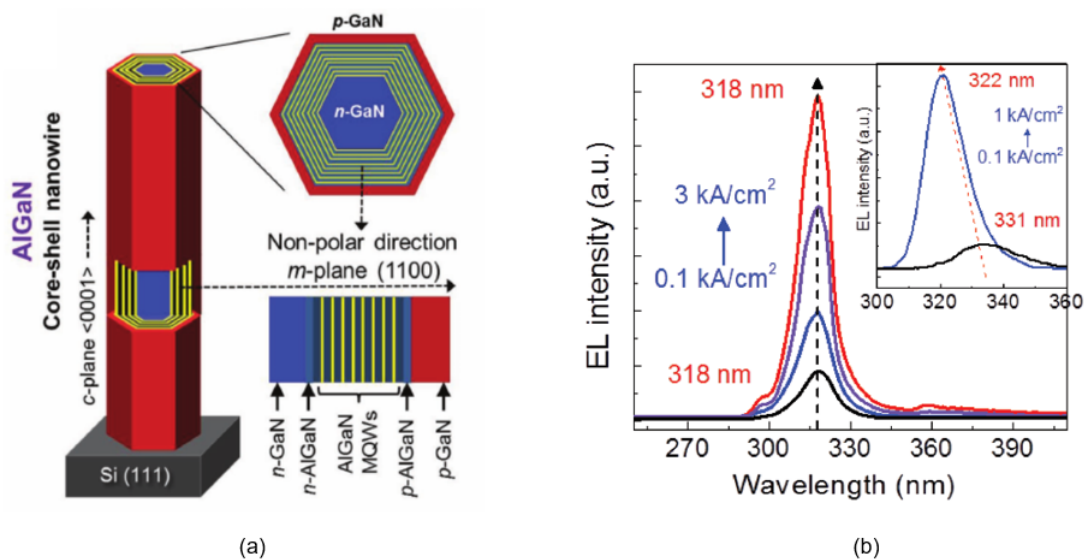 AlGaN
Core-shell nanowire
c-plane <0001>
Si (111)
p-GaN
n-GaN
Non-polar direction
m-plane (1100)
n-GaN
n-AlGaN
AlGaN
MQWs
p-AlGaN
p-GaN
(a)
EL intensity (a.u.)
318 nm
3 kA/cm²
0.1 kA/cm²
318 nm
270 300 330 360 390
Wavelength (nm)
EL intensity (a.u.)
322 nm
1 kA/cm²
0.1 kA/cm²
331 nm
300 320 340 360
(b)